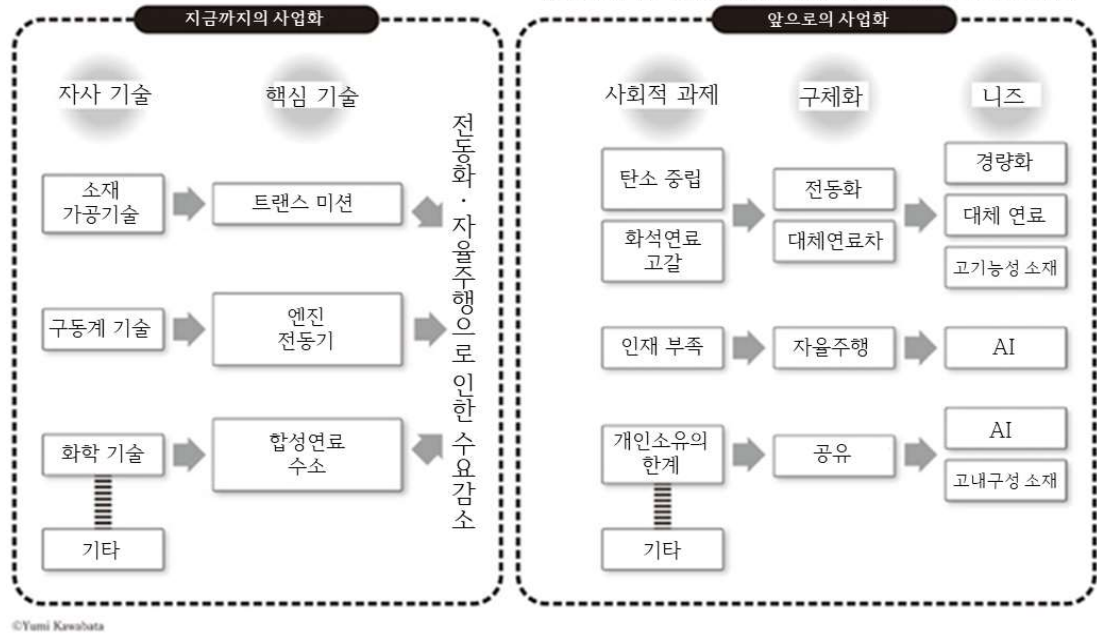 지금까지의 사업화
자사 기술
핵심 기술
소재
가공기술
트랜스 미션
구동계 기술
엔진
전동기
화학 기술
합성연료
수소
기타
전동화 · 자율주행으로 인한 수요감소
앞으로의 사업화
사회적 과제
구체화
니즈
탄소 중립
화석연료
고갈
전동화
대체연료차
경량화
대체 연료
고기능성 소재
인재 부족
자율주행
AI
개인소유의
한계
공유
AI
고내구성 소재
기타
©Yumi Kawabata